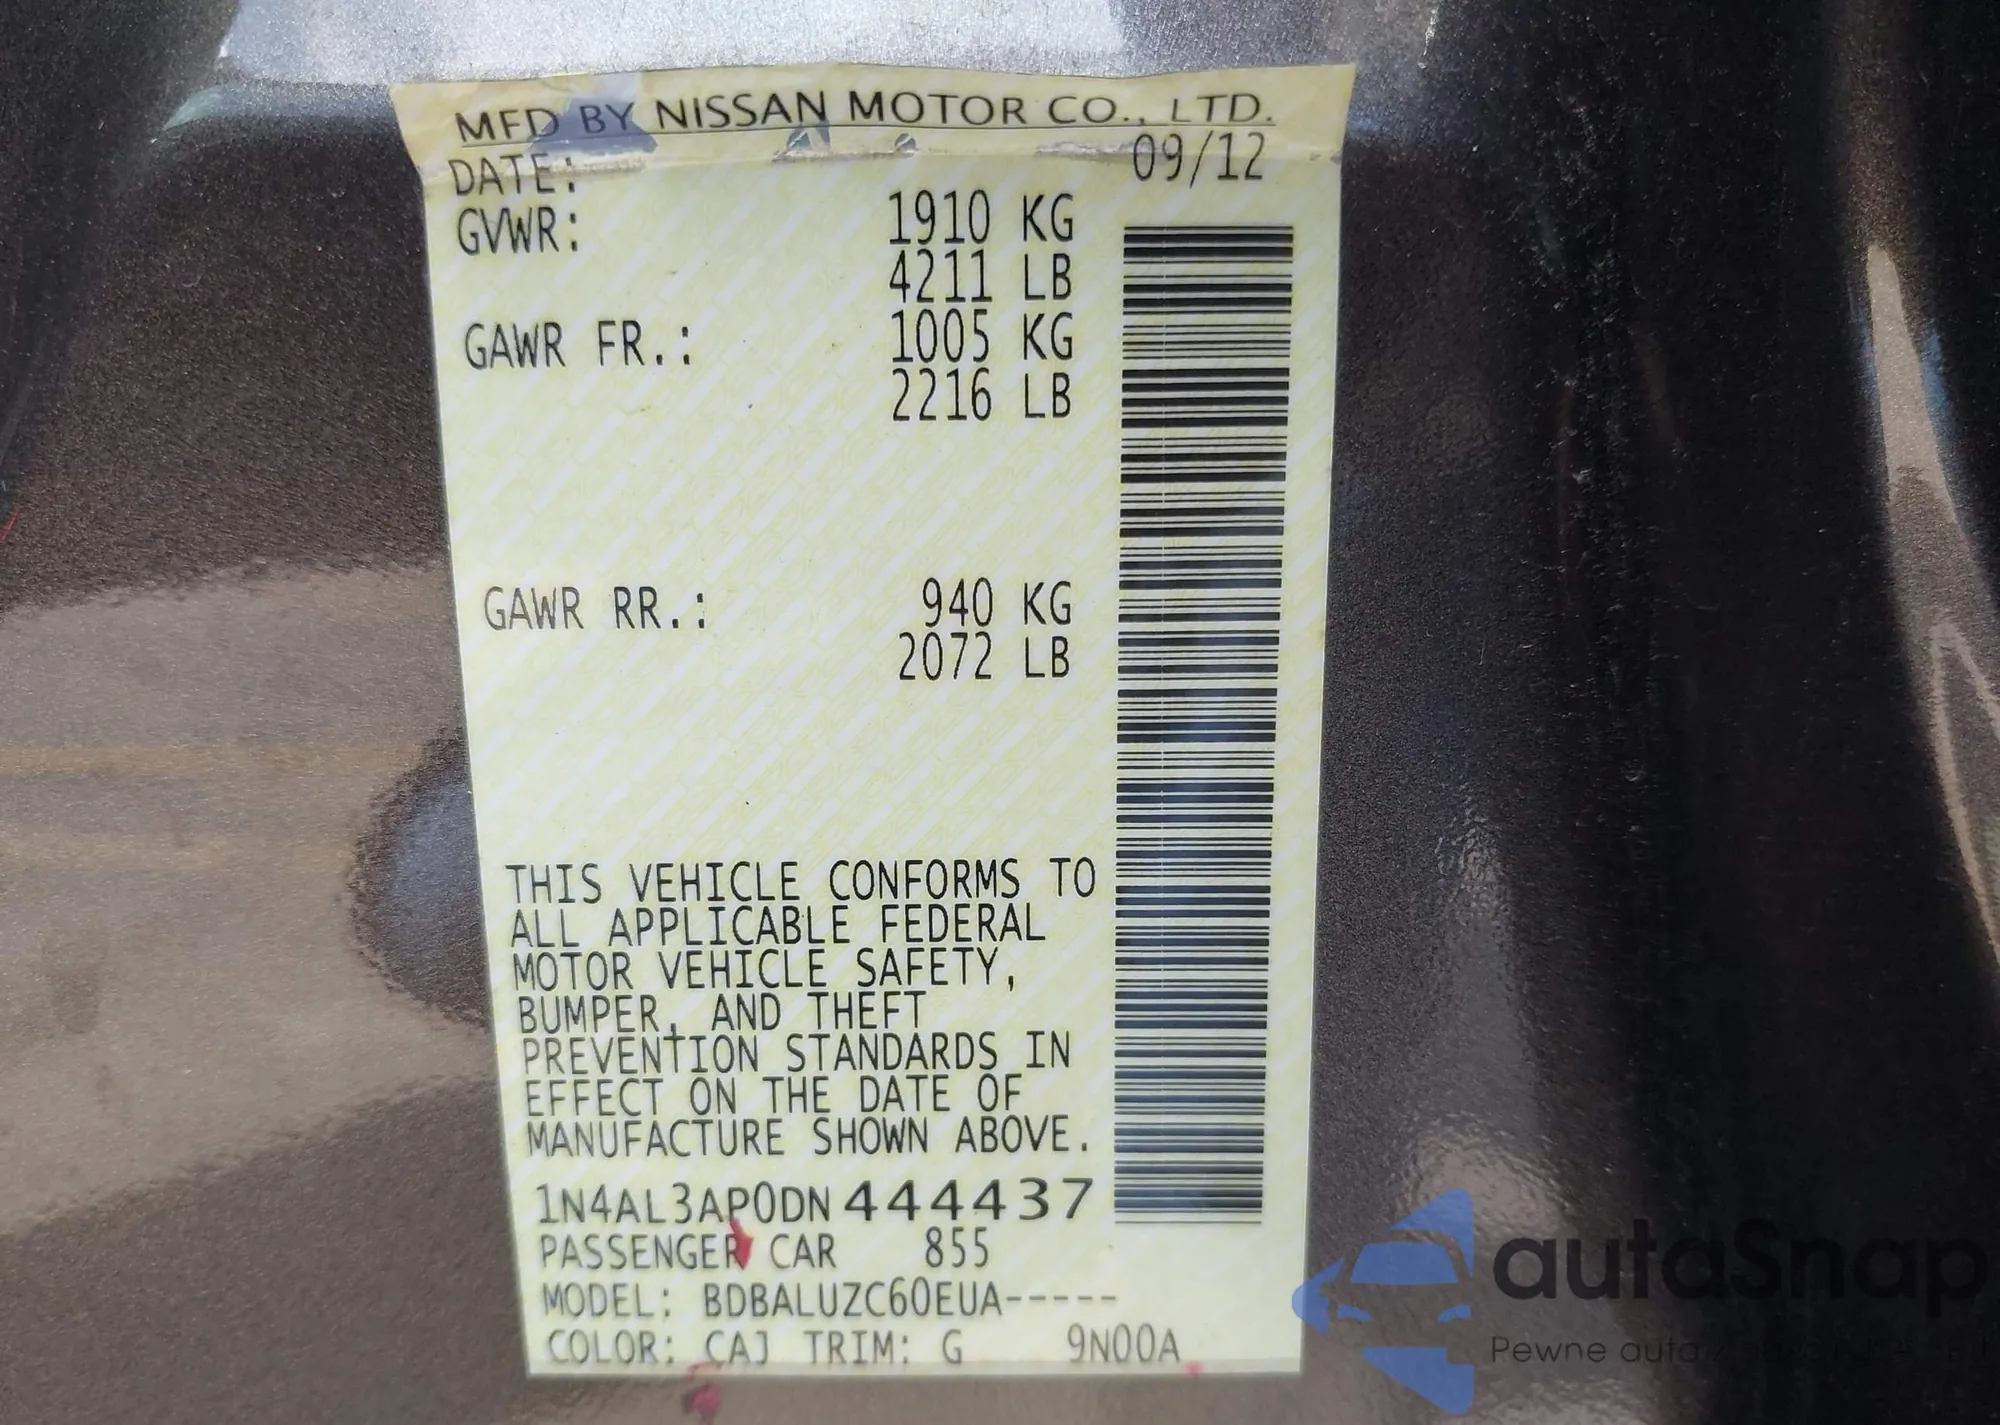 MFD BY NISSAN MOTOR CO., LTD.
DATE: 09/12
GVWR: 1910 KG
4211 LB
GAWR FR.: 1005 KG
2216 LB
GAWR RR.: 940 KG
2072 LB
THIS VEHICLE CONFORMS TO
ALL APPLICABLE FEDERAL
MOTOR VEHICLE SAFETY,
BUMPER, AND THEFT
PREVENTION STANDARDS IN
EFFECT ON THE DATE OF
MANUFACTURE SHOWN ABOVE.
1N4AL3AP0DN444437
PASSENGER CAR 855
MODEL: BDBALUZC60EUA-----
COLOR: CAJ TRIM: G 9N00A
autaSnap
Pewne auta z